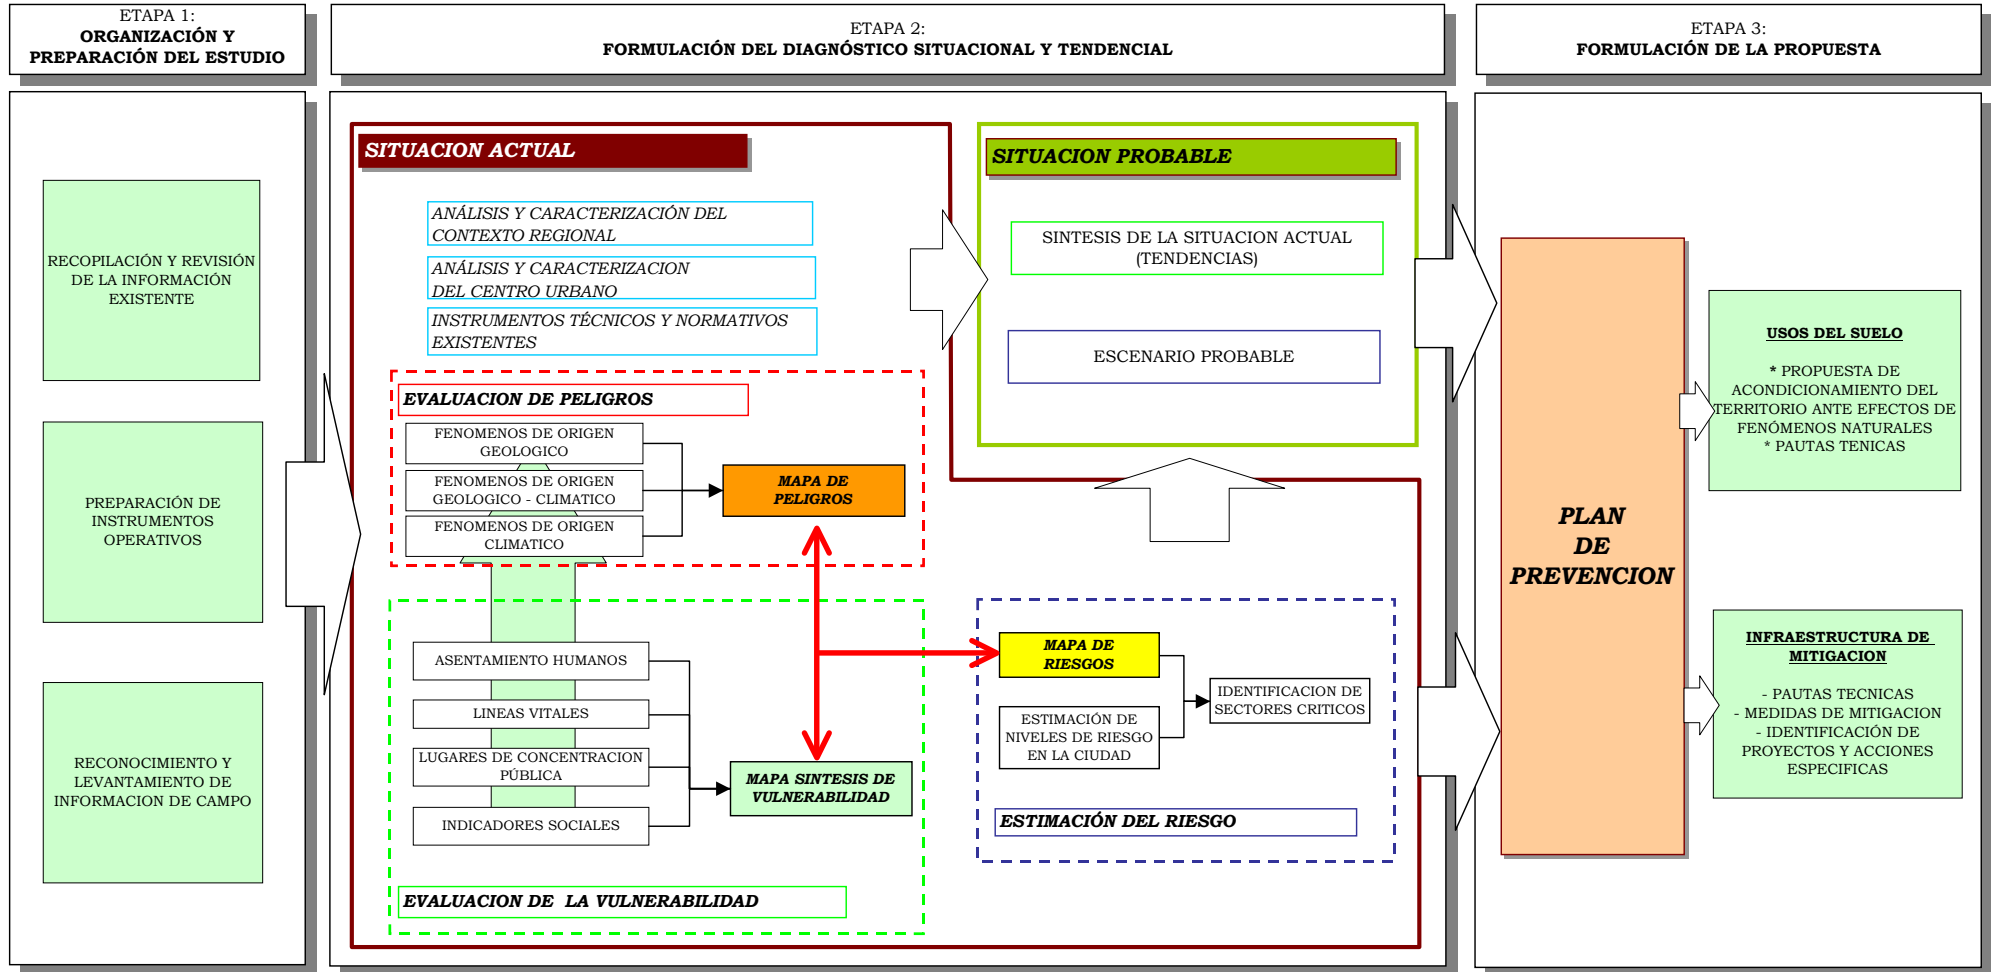 ETAPA 1:
ORGANIZACIÓN Y
PREPARACIÓN DEL ESTUDIO
ETAPA 2:
FORMULACIÓN DEL DIAGNÓSTICO SITUACIONAL Y TENDENCIAL
ETAPA 3:
FORMULACIÓN DE LA PROPUESTA
RECOPILACIÓN Y REVISIÓN
DE LA INFORMACIÓN
EXISTENTE
PREPARACIÓN DE
INSTRUMENTOS
OPERATIVOS
RECONOCIMIENTO Y
LEVANTAMIENTO DE
INFORMACION DE CAMPO
SITUACION ACTUAL
ANÁLISIS Y CARACTERIZACIÓN DEL
CONTEXTO REGIONAL
ANÁLISIS Y CARACTERIZACION
DEL CENTRO URBANO
INSTRUMENTOS TÉCNICOS Y NORMATIVOS
EXISTENTES
EVALUACION DE PELIGROS
FENOMENOS DE ORIGEN
GEOLOGICO
FENOMENOS DE ORIGEN
GEOLOGICO - CLIMATICO
FENOMENOS DE ORIGEN
CLIMATICO
MAPA DE
PELIGROS
ASENTAMIENTO HUMANOS
LINEAS VITALES
LUGARES DE CONCENTRACION
PÚBLICA
INDICADORES SOCIALES
MAPA SINTESIS DE
VULNERABILIDAD
EVALUACION DE LA VULNERABILIDAD
SITUACION PROBABLE
SINTESIS DE LA SITUACION ACTUAL
(TENDENCIAS)
ESCENARIO PROBABLE
MAPA DE
RIESGOS
ESTIMACIÓN DE
NIVELES DE RIESGO
EN LA CIUDAD
IDENTIFICACION DE
SECTORES CRITICOS
ESTIMACIÓN DEL RIESGO
PLAN
DE
PREVENCION
USOS DEL SUELO
* PROPUESTA DE
ACONDICIONAMIENTO DEL
TERRITORIO ANTE EFECTOS DE
FENÓMENOS NATURALES
* PAUTAS TENICAS
INFRAESTRUCTURA DE
MITIGACION
- PAUTAS TECNICAS
- MEDIDAS DE MITIGACION
- IDENTIFICACIÓN DE
PROYECTOS Y ACCIONES
ESPECIFICAS